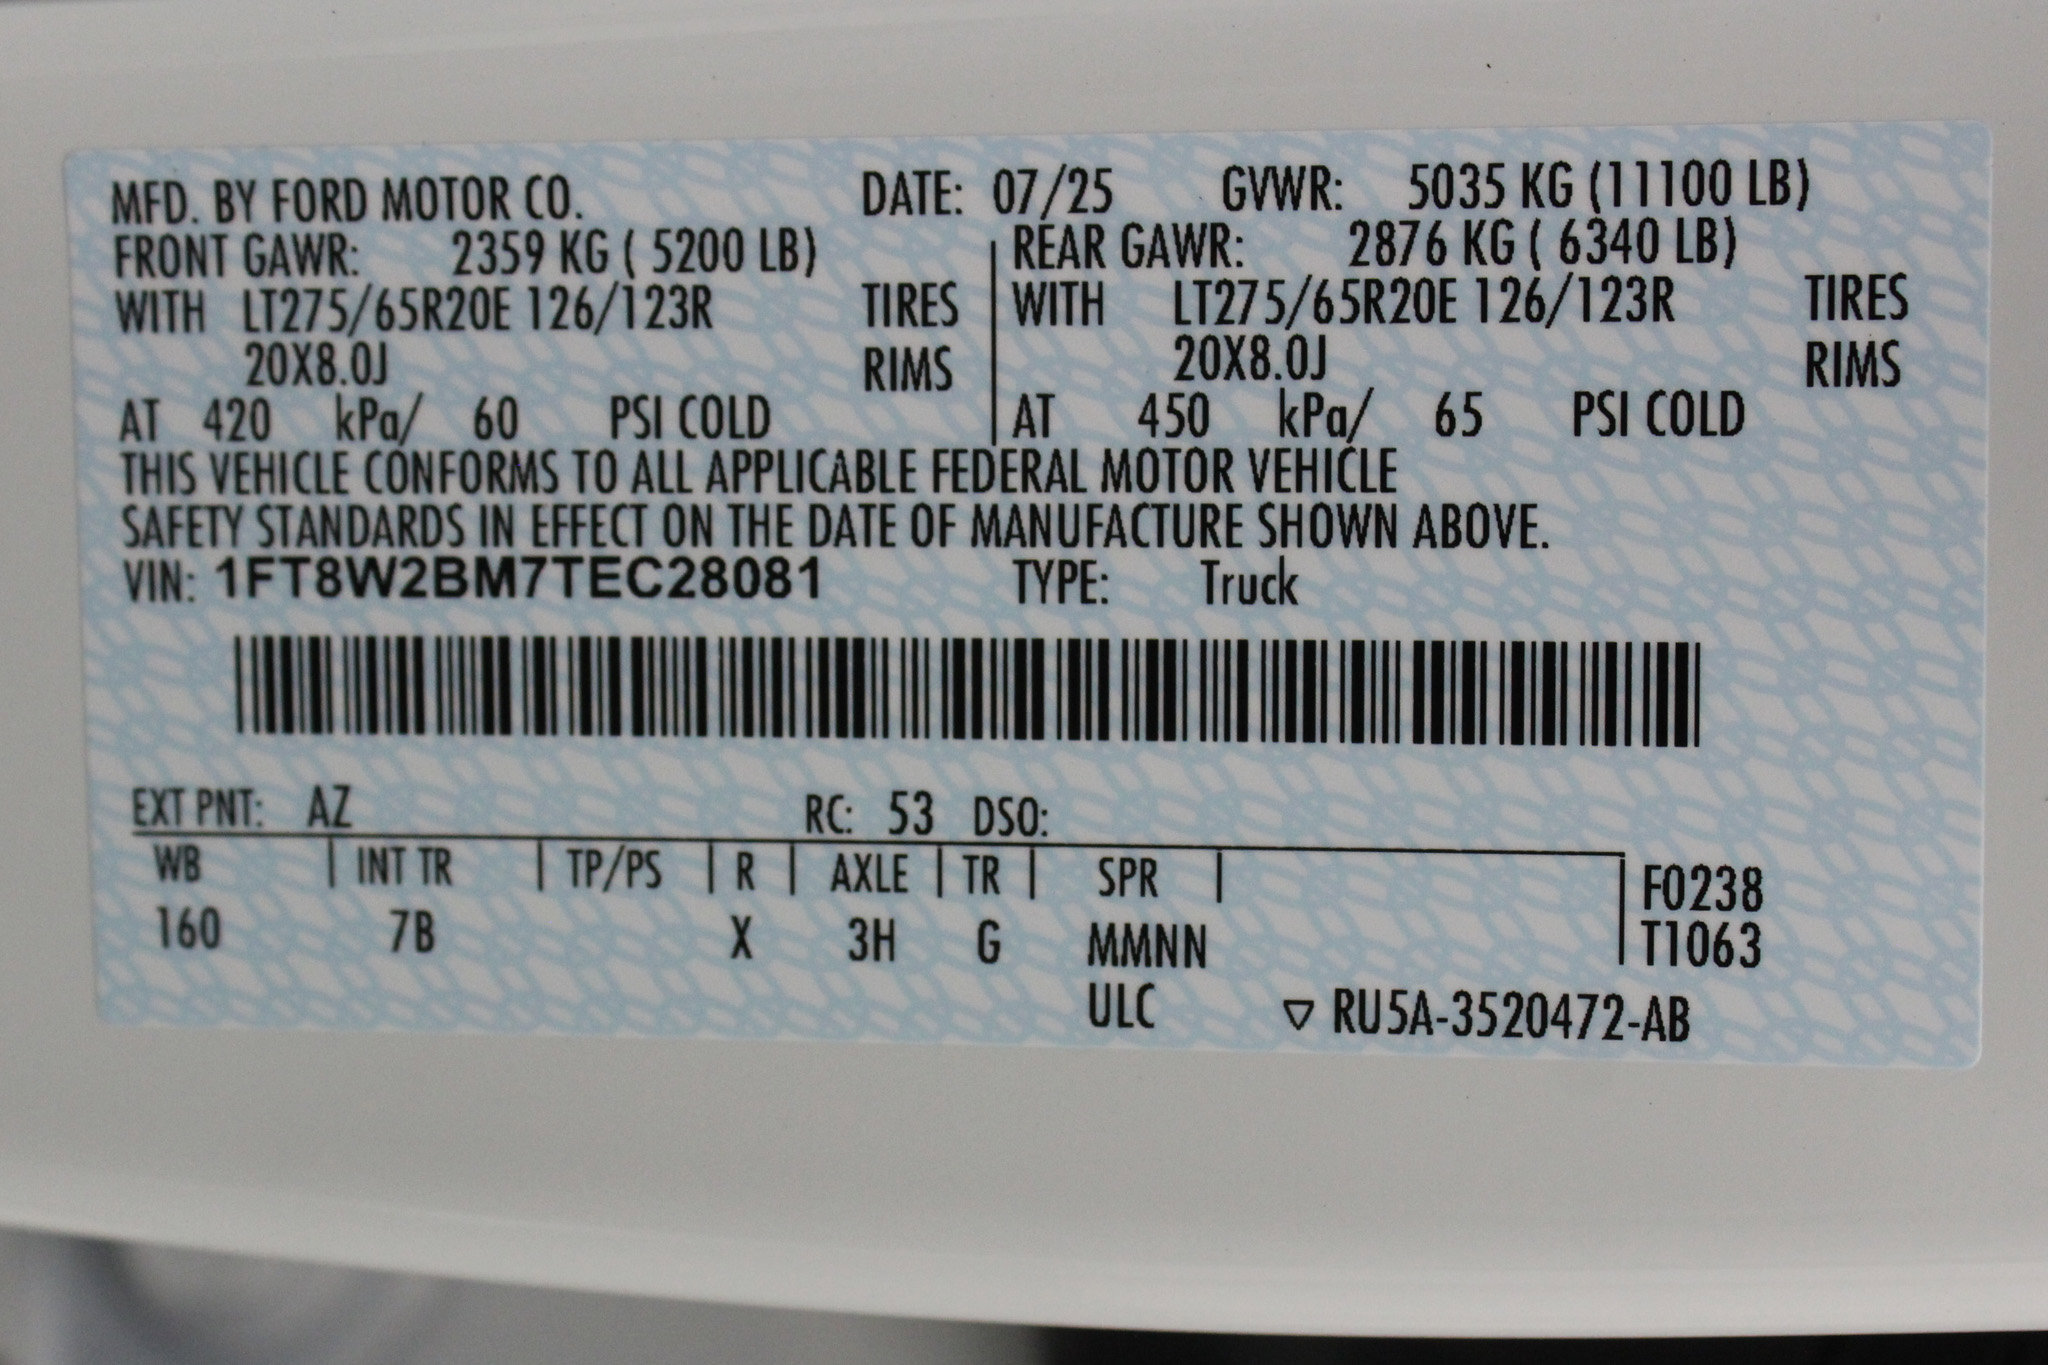 MFD. BY FORD MOTOR CO. DATE: 07/25 GVWR: 5035 KG (11100 LB)
FRONT GAWR: 2359 KG ( 5200 LB) REAR GAWR: 2876 KG ( 6340 LB)
WITH LT275/65R20E 126/123R TIRES WITH LT275/65R20E 126/123R TIRES
20X8.0J RIMS 20X8.0J RIMS
AT 420 kPa/ 60 PSI COLD AT 450 kPa/ 65 PSI COLD
THIS VEHICLE CONFORMS TO ALL APPLICABLE FEDERAL MOTOR VEHICLE
SAFETY STANDARDS IN EFFECT ON THE DATE OF MANUFACTURE SHOWN ABOVE.
VIN: 1FT8W2BM7TEC28081 TYPE: Truck
EXT PNT: AZ RC: 53 DSO:
WB INT TR TP/PS R AXLE TR SPR F0238
160 7B X 3H G MMNN T1063
ULC ▽ RU5A-3520472-AB